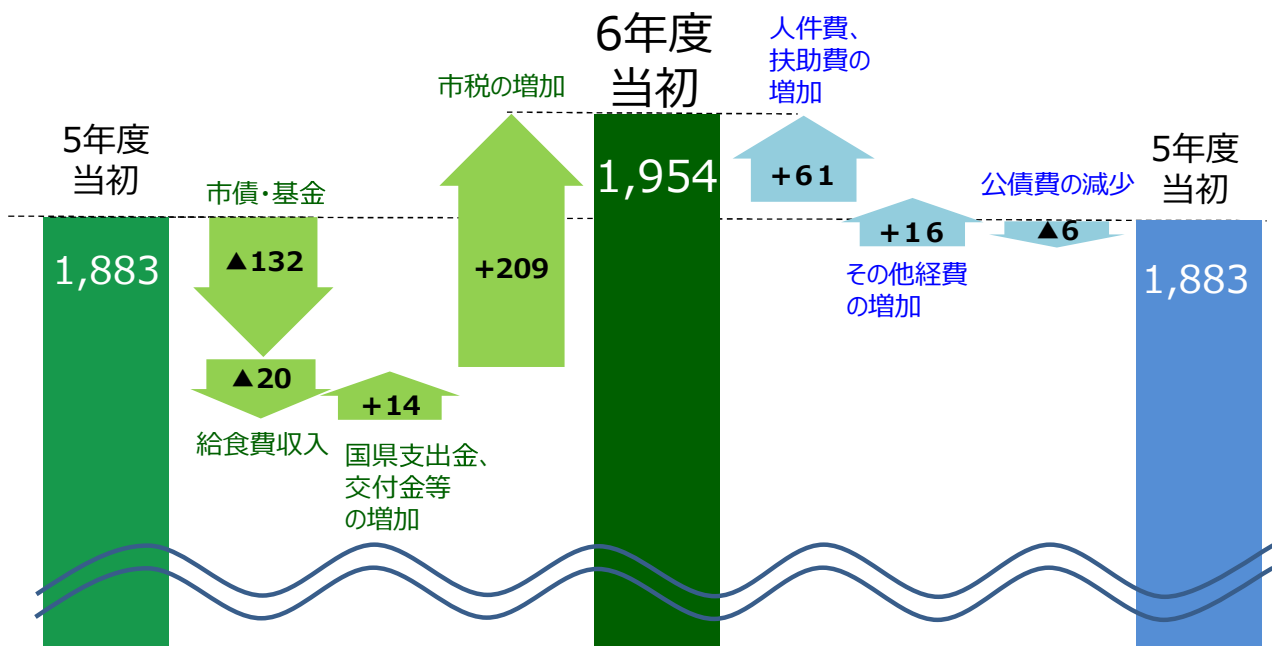 5年度
当初
1,883
市債・基金
▲132
▲20
給食費収入
+14
国県支出金、
交付金等
の増加
市税の増加
+209
6年度
当初
1,954
人件費、
扶助費の
増加
+61
+16
その他経費
の増加
公債費の減少
▲6
5年度
当初
1,883